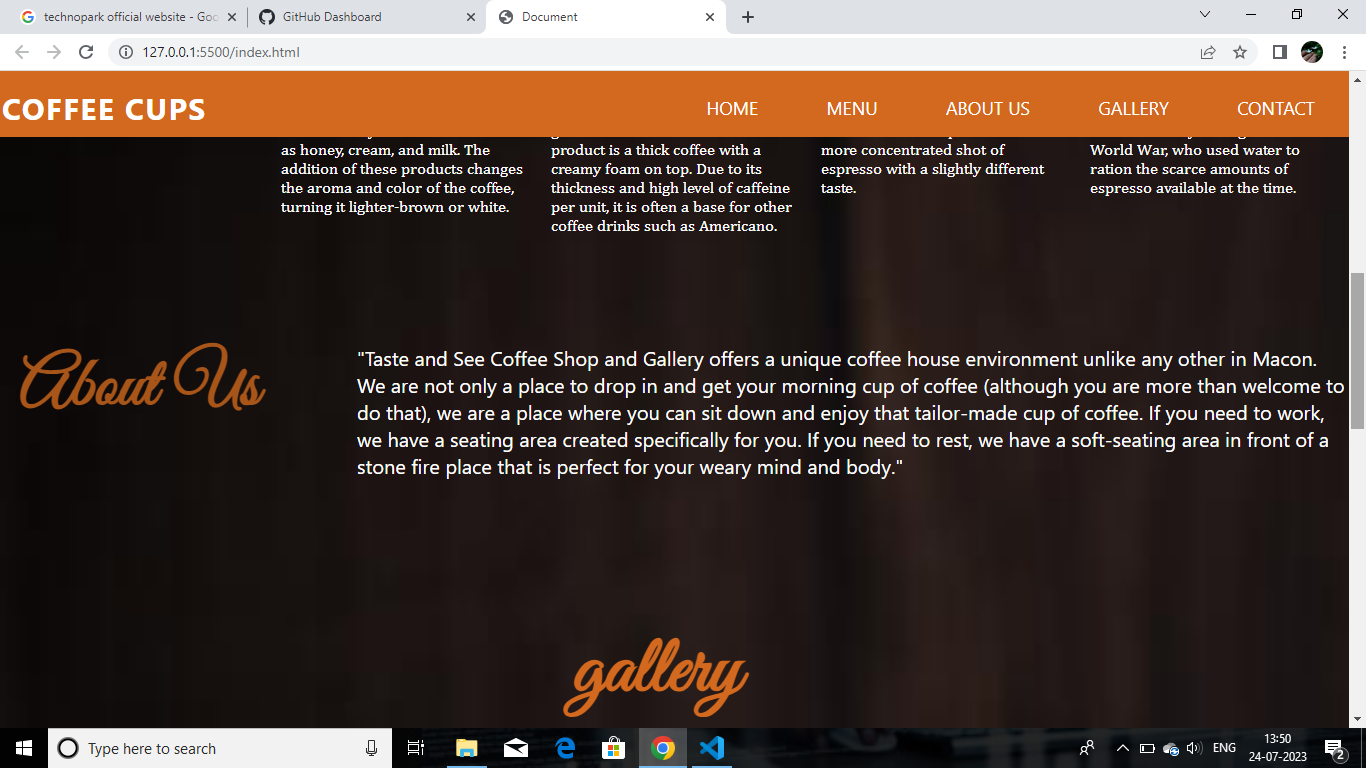 technopark official website - Goo
GitHub Dashboard
Document
127.0.0.1:5500/index.html
COFFEE CUPS
HOME
MENU
ABOUT US
GALLERY
CONTACT
as honey, cream, and milk. The
addition of these products changes
the aroma and color of the coffee,
turning it lighter-brown or white.
product is a thick coffee with a
creamy foam on top. Due to its
thickness and high level of caffeine
per unit, it is often a base for other
coffee drinks such as Americano.
more concentrated shot of
espresso with a slightly different
taste.
World War, who used water to
ration the scarce amounts of
espresso available at the time.
About Us
"Taste and See Coffee Shop and Gallery offers a unique coffee house environment unlike any other in Macon.
We are not only a place to drop in and get your morning cup of coffee (although you are more than welcome to
do that), we are a place where you can sit down and enjoy that tailor-made cup of coffee. If you need to work,
we have a seating area created specifically for you. If you need to rest, we have a soft-seating area in front of a
stone fire place that is perfect for your weary mind and body."
gallery
Type here to search
ENG
13:50
24-07-2023
2